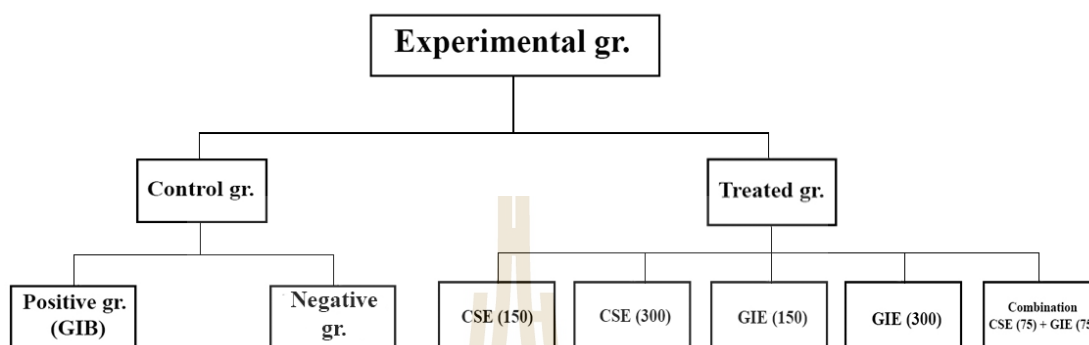 Experimental gr.
Control gr.
Treated gr.
Positive gr.
(GIB)
Negative
gr.
CSE (150)
CSE (300)
GIE (150)
GIE (300)
Combination
CSE (75) + GIE (75